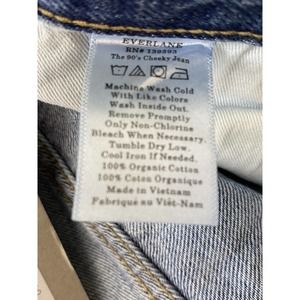 EVERLANE
RN# 139393
The 90's Cheeky Jean
Machine Wash Cold
With Like Colors
Wash Inside Out.
Remove Promptly
Only Non-Chlorine
Bleach When Necessary.
Tumble Dry Low.
Cool Iron If Needed.
100% Organic Cotton
100% Coton Organique
Made in Vietnam
Fabriqué au Viêt-Nam